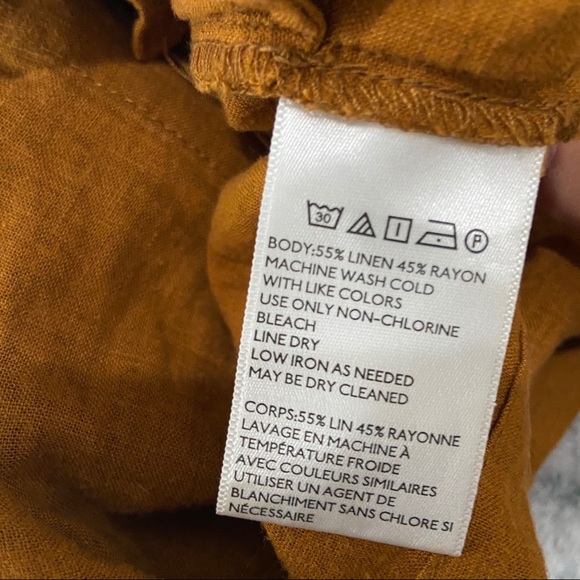 30 P
BODY:55% LINEN 45% RAYON
MACHINE WASH COLD
WITH LIKE COLORS
USE ONLY NON-CHLORINE
BLEACH
LINE DRY
LOW IRON AS NEEDED
MAY BE DRY CLEANED
CORPS:55% LIN 45% RAYONNE
LAVAGE EN MACHINE À
TEMPÉRATURE FROIDE
AVEC COULEURS SIMILAIRES
UTILISER UN AGENT DE
BLANCHIMENT SANS CHLORE SI
NÉCESSAIRE